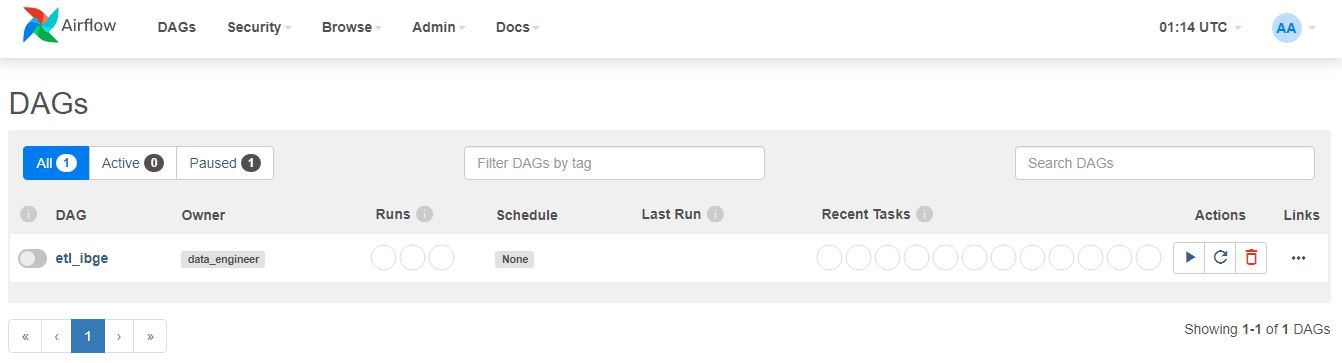 Airflow DAGs Security Browse Admin Docs 01:14 UTC AA
DAGs
All 1 Active 0 Paused 1 Filter DAGs by tag Search DAGs
i DAG Owner Runs i Schedule Last Run i Recent Tasks i Actions Links
etl_ibge data_engineer None ...
« ‹ 1 › » Showing 1-1 of 1 DAGs